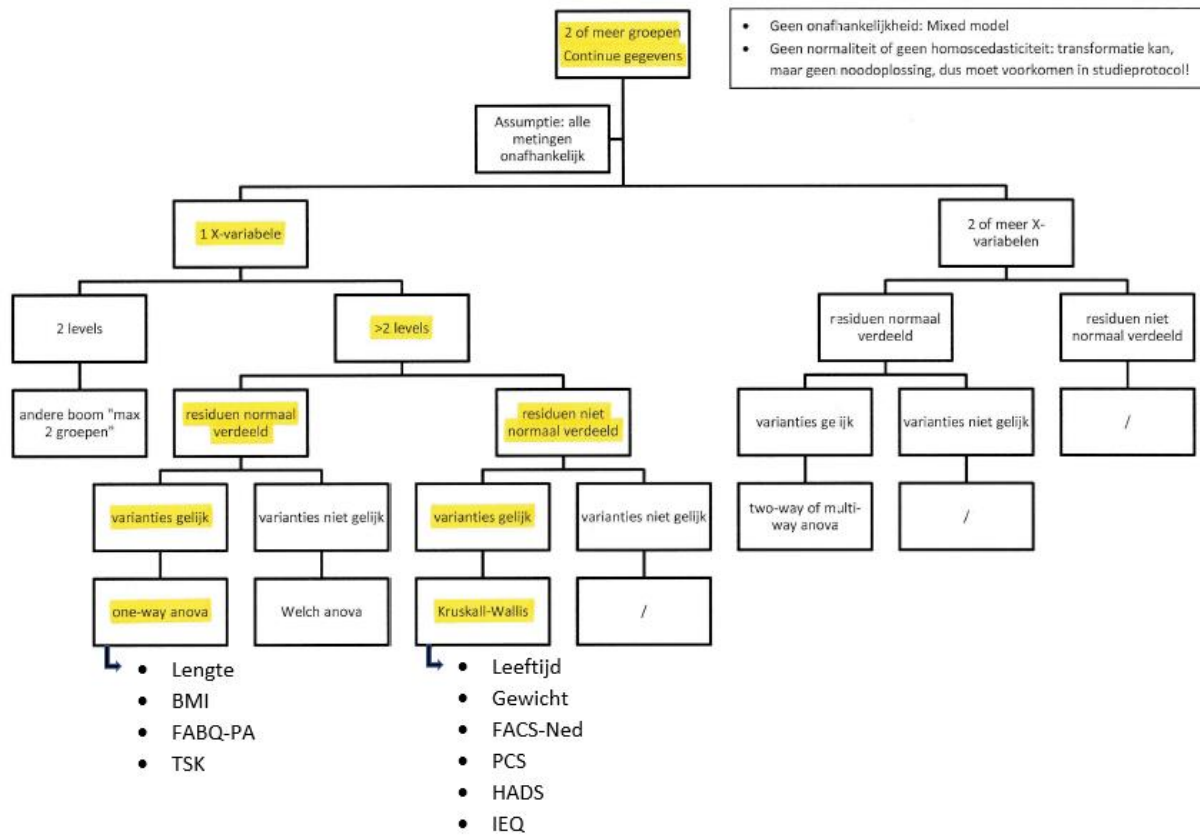 2 of meer groepen
Continue gegevens
• Geen onafhankelijkheid: Mixed model
• Geen normaliteit of geen homoscedasticiteit: transformatie kan,
maar geen noodoplossing, dus moet voorkomen in studieprotocol!
Assumptie: alle
metingen
onafhankelijk
1 X-variabele
2 of meer X-
variabelen
2 levels
>2 levels
residuen normaal
verdeeld
residuen niet
normaal verdeeld
andere boom "max
2 groepen"
residuen normaal
verdeeld
residuen niet
normaal verdeeld
varianties gelijk
varianties niet gelijk
/
varianties gelijk
varianties niet gelijk
varianties gelijk
varianties niet gelijk
two-way of multi-
way anova
/
one-way anova
Welch anova
Kruskall-Wallis
/
• Lengte
• BMI
• FABQ-PA
• TSK
• Leeftijd
• Gewicht
• FACS-Ned
• PCS
• HADS
• IEQ